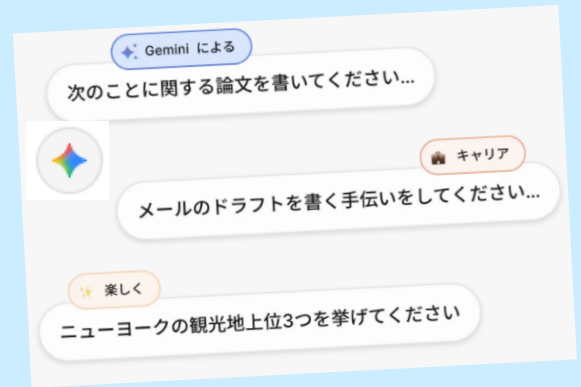 Gemini による
次のことに関する論文を書いてください...
キャリア
メールのドラフトを書く手伝いをしてください...
楽しく
ニューヨークの観光地上位3つを挙げてください